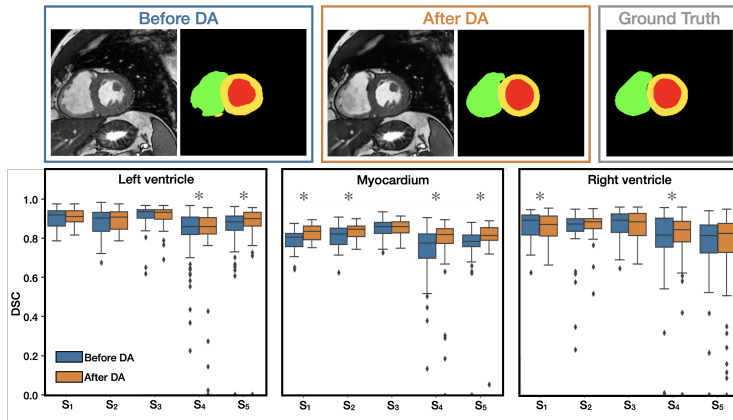 Before DA
After DA
Ground Truth
Left ventricle
Myocardium
Right ventricle
* *
* * * *
* *
DSC
1.0
0.8
0.6
0.4
0.2
0.0
Before DA
After DA
S₁ S₂ S₃ S₄ S₅
S₁ S₂ S₃ S₄ S₅
S₁ S₂ S₃ S₄ S₅